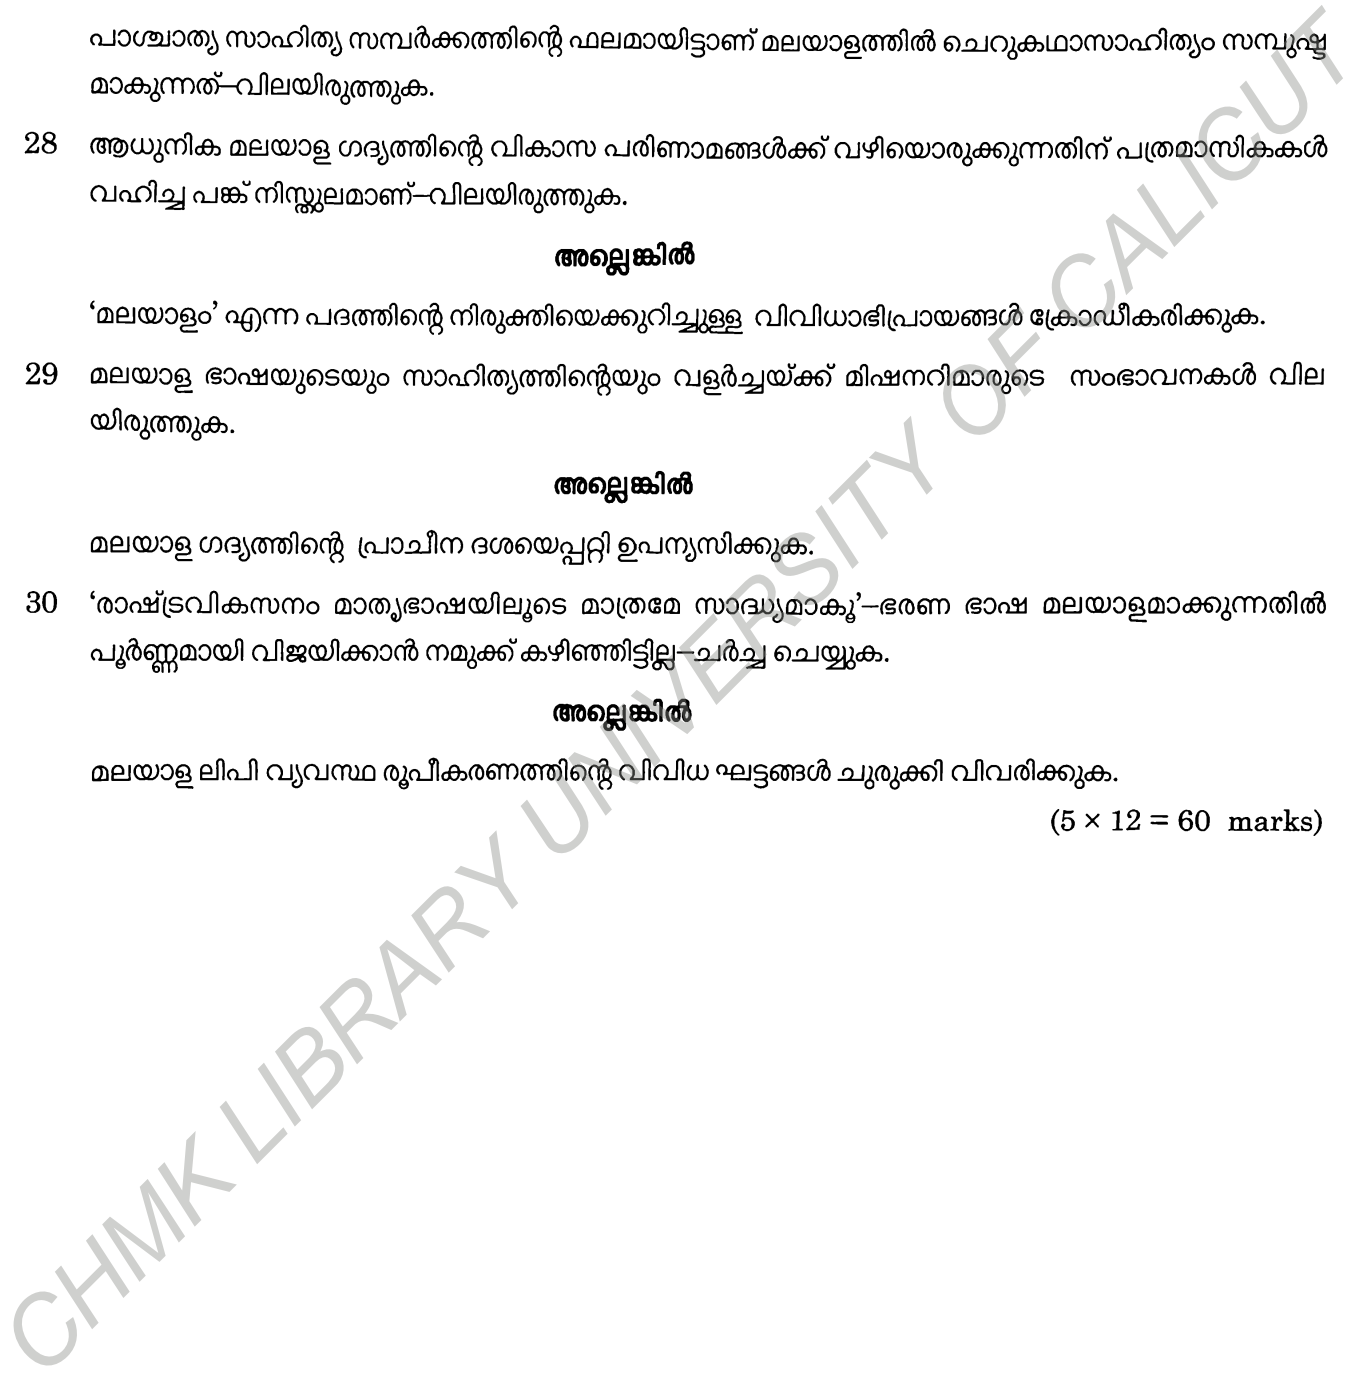 പാശ്ചാത്യ സാഹിത്യ സമ്പർക്കത്തിന്റെ ഫലമായിട്ടാണ് മലയാളത്തിൽ ചെറുകഥാസാഹിത്യം സമ്പുഷ്ട
മാകുന്നത്–വിലയിരുത്തുക.
28 ആധുനിക മലയാള ഗദ്യത്തിന്റെ വികാസ പരിണാമങ്ങൾക്ക് വഴിയൊരുക്കുന്നതിന് പത്രമാസികകൾ
വഹിച്ച പങ്ക് നിസ്തുലമാണ്–വിലയിരുത്തുക.
അല്ലെങ്കിൽ
‘മലയാളം’ എന്ന പദത്തിന്റെ നിരുക്തിയെക്കുറിച്ചുള്ള വിവിധാഭിപ്രായങ്ങൾ ക്രോഡീകരിക്കുക.
29 മലയാള ഭാഷയുടെയും സാഹിത്യത്തിന്റെയും വളർച്ചയ്ക്ക് മിഷനറിമാരുടെ സംഭാവനകൾ വില
യിരുത്തുക.
അല്ലെങ്കിൽ
മലയാള ഗദ്യത്തിന്റെ പ്രാചീന ദശയെപ്പറ്റി ഉപന്യസിക്കുക.
30 ‘രാഷ്ട്രവികസനം മാതൃഭാഷയിലൂടെ മാത്രമേ സാദ്ധ്യമാകൂ’–ഭരണ ഭാഷ മലയാളമാക്കുന്നതിൽ
പൂർണ്ണമായി വിജയിക്കാൻ നമുക്ക് കഴിഞ്ഞിട്ടില്ല–ചർച്ച ചെയ്യുക.
അല്ലെങ്കിൽ
മലയാള ലിപി വ്യവസ്ഥ രൂപീകരണത്തിന്റെ വിവിധ ഘട്ടങ്ങൾ ചുരുക്കി വിവരിക്കുക.
(5 × 12 = 60 marks)
CHMK LIBRARY UNIVERSITY OF CALICUT